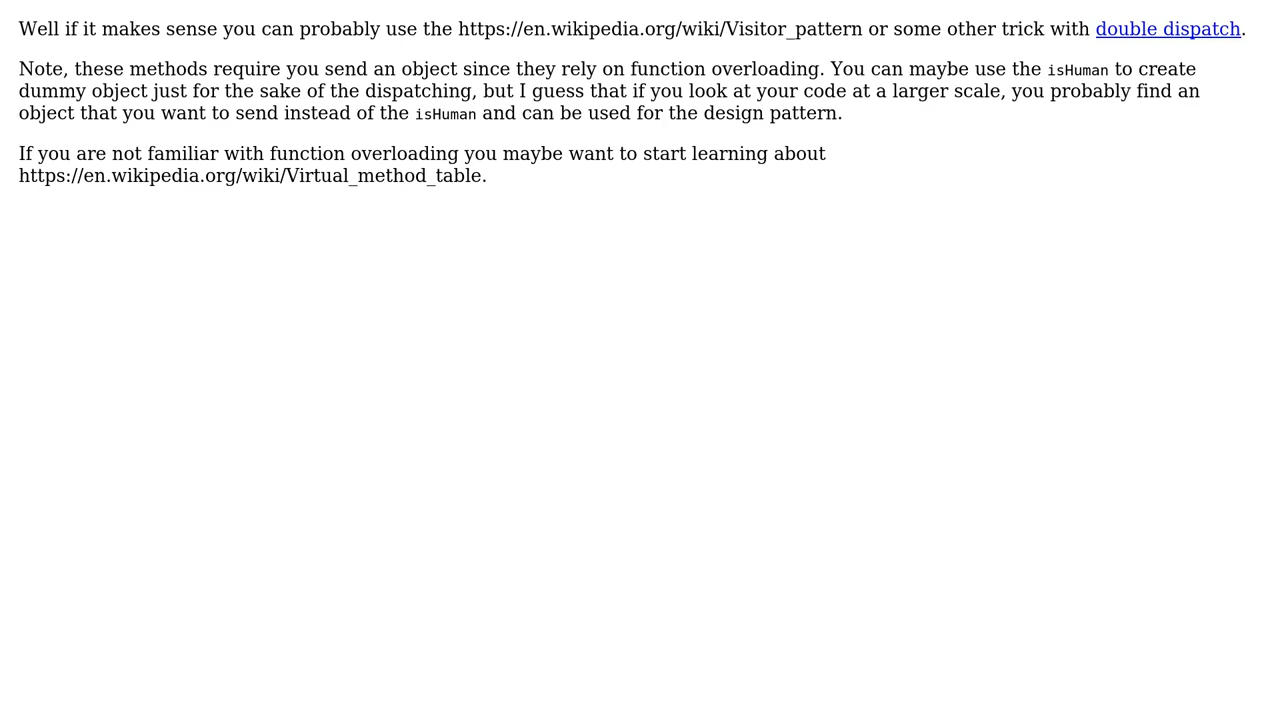 Well if it makes sense you can probably use the https://en.wikipedia.org/wiki/Visitor_pattern or some other trick with double dispatch.
Note, these methods require you send an object since they rely on function overloading. You can maybe use the isHuman to create
dummy object just for the sake of the dispatching, but I guess that if you look at your code at a larger scale, you probably find an
object that you want to send instead of the isHuman and can be used for the design pattern.
If you are not familiar with function overloading you maybe want to start learning about
https://en.wikipedia.org/wiki/Virtual_method_table.